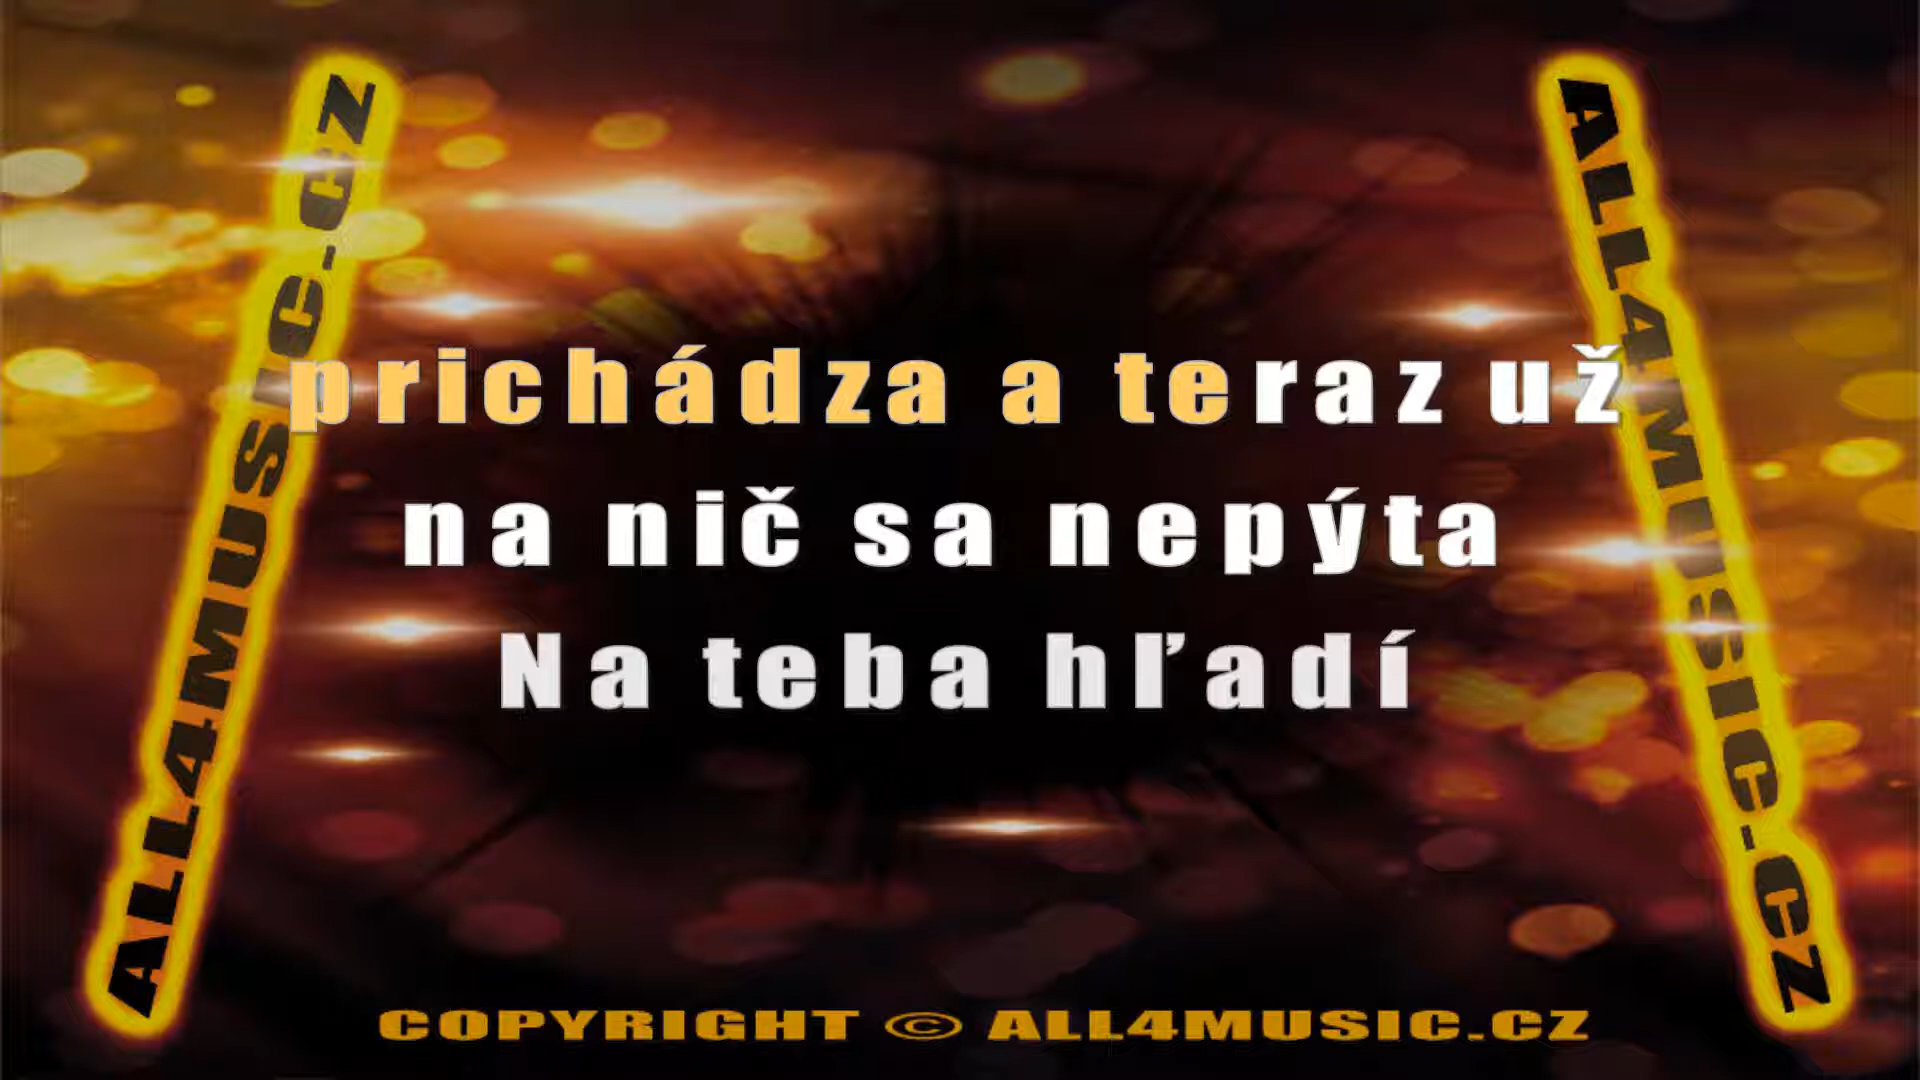 ALL4MUSIC.CZ
ALL4MUSIC.CZ
prichádza a teraz už
na nič sa nepýta
Na teba hľadí
COPYRIGHT © ALL4MUSIC.CZ